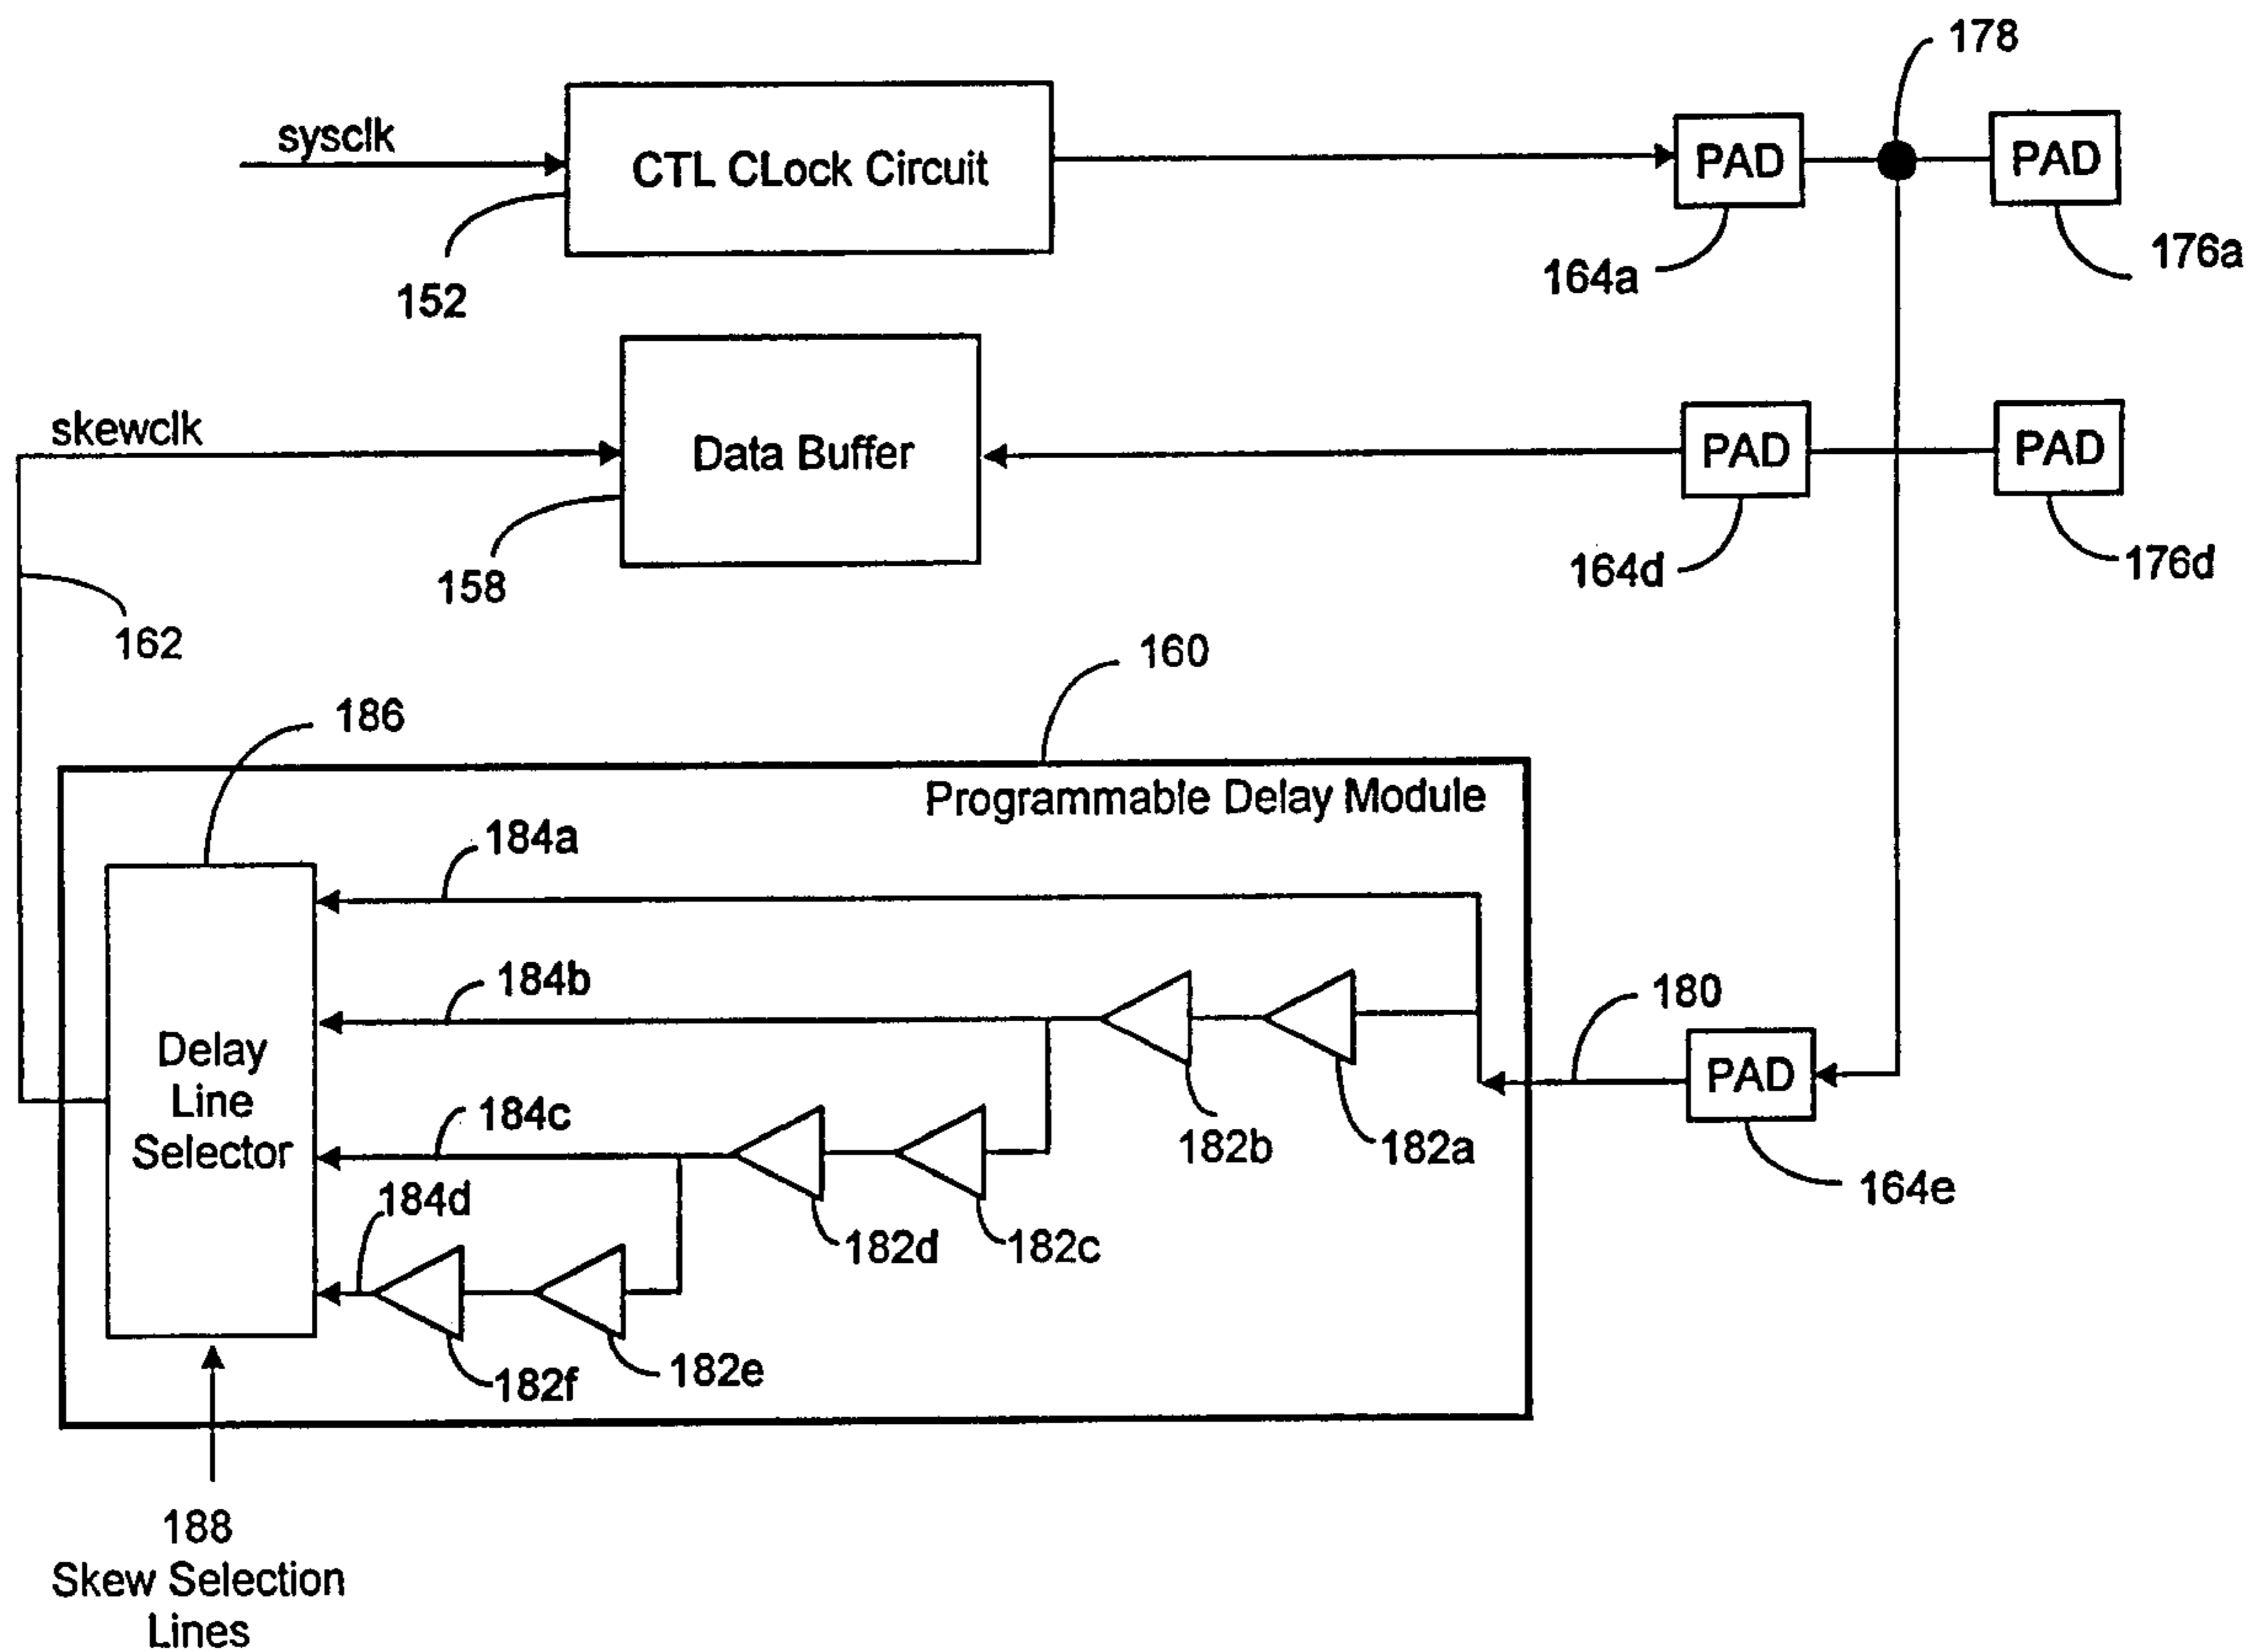 178
sysclk
CTL CLock Circuit
PAD
PAD
152
164a
176a
skewclk
Data Buffer
PAD
PAD
158
164d
176d
162
160
186
Programmable Delay Module
184a
184b
180
Delay
Line
Selector
PAD
184c
182b
182a
164e
184d
182d
182c
182f
182e
188
Skew Selection
Lines